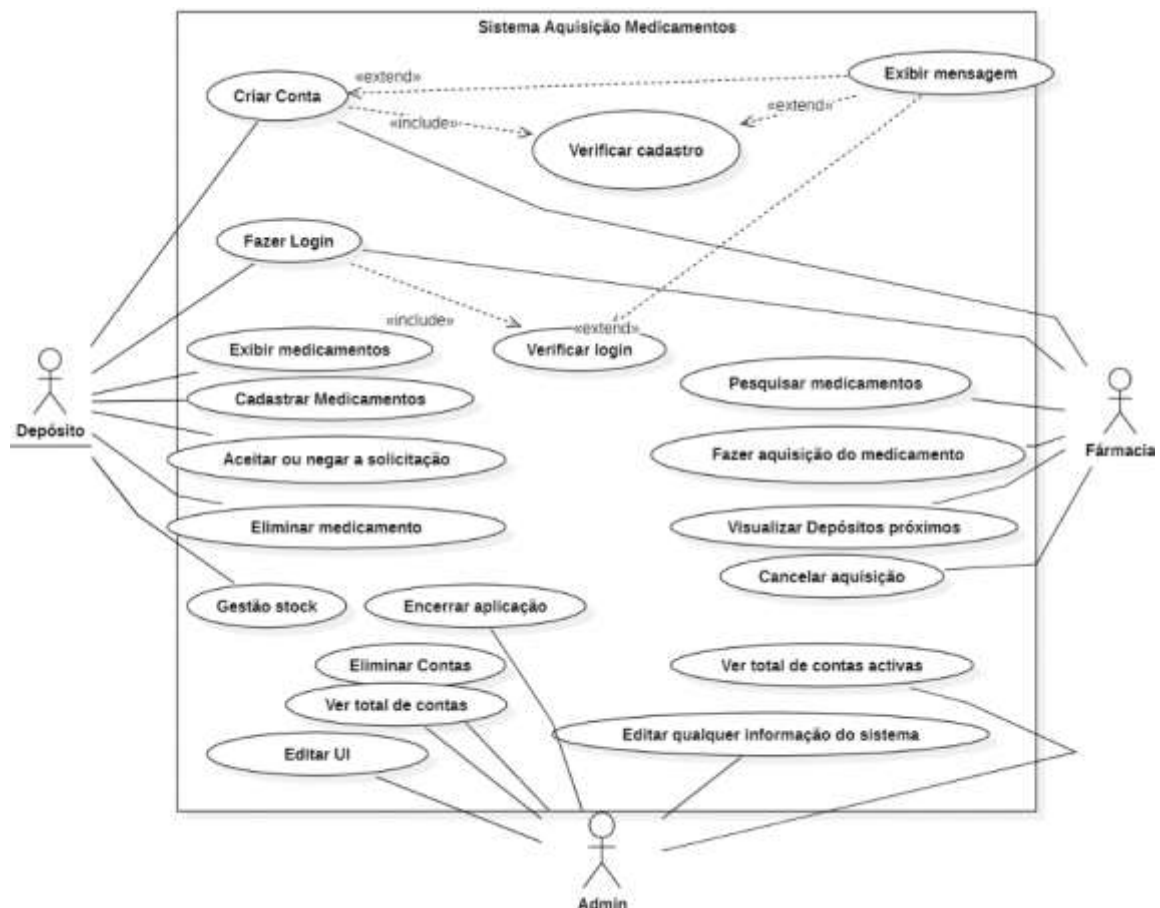 Sistema Aquisição Medicamentos
Exibir mensagem
«extend»
Criar Conta
«extend»
«include»
Verificar cadastro
Fazer Login
«include»
«extend»
Verificar login
Exibir medicamentos
Pesquisar medicamentos
Cadastrar Medicamentos
Depósito
Fármacia
Aceitar ou negar a solicitação
Fazer aquisição do medicamento
Eliminar medicamento
Visualizar Depósitos próximos
Cancelar aquisição
Gestão stock
Encerrar aplicação
Eliminar Contas
Ver total de contas activas
Ver total de contas
Editar qualquer informação do sistema
Editar UI
Admin